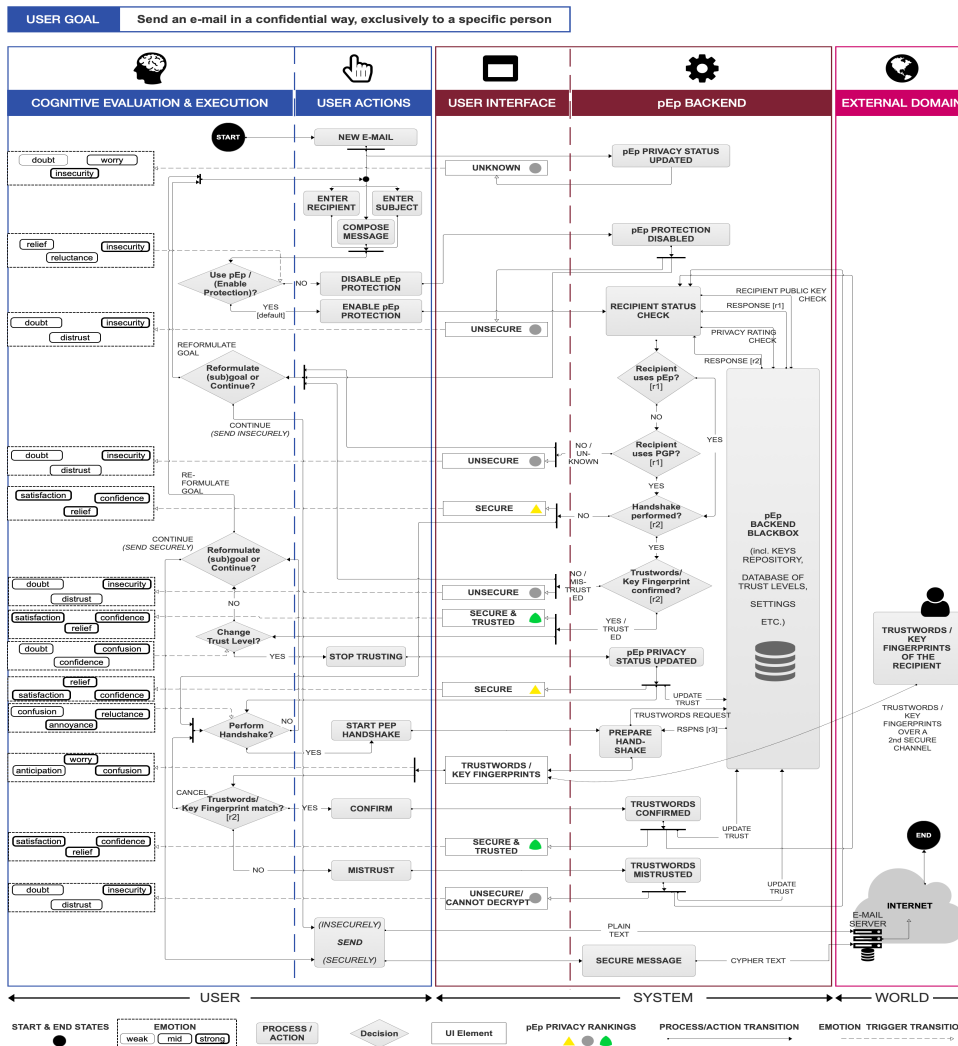 USER GOAL
Send an e-mail in a confidential way, exclusively to a specific person
COGNITIVE EVALUATION & EXECUTION
USER ACTIONS
USER INTERFACE
pEp BACKEND
EXTERNAL DOMAIN
START
NEW E-MAIL
pEp PRIVACY STATUS
UPDATED
doubt
worry
insecurity
UNKNOWN
ENTER
RECIPIENT
ENTER
SUBJECT
COMPOSE
MESSAGE
pEp PROTECTION
DISABLED
relief
insecurity
reluctance
Use pEp /
(Enable
Protection)?
NO
DISABLE pEp
PROTECTION
YES
[default]
ENABLE pEp
PROTECTION
RECIPIENT STATUS
CHECK
RECIPIENT PUBLIC KEY
CHECK
RESPONSE [r1]
PRIVACY RATING
CHECK
RESPONSE [r2]
doubt
insecurity
distrust
UNSECURE
REFORMULATE
GOAL
Reformulate
(sub)goal or
Continue?
CONTINUE
(SEND INSECURELY)
Recipient
uses pEp?
[r1]
NO
YES
Recipient
uses PGP?
[r1]
NO /
UN-
KNOWN
YES
doubt
insecurity
distrust
UNSECURE
RE-
FORMULATE
GOAL
satisfaction
confidence
relief
SECURE
NO
Handshake
performed?
[r2]
YES
pEp
BACKEND
BLACKBOX
(incl. KEYS
REPOSITORY,
DATABASE OF
TRUST LEVELS,
SETTINGS
ETC.)
CONTINUE
(SEND SECURELY)
Reformulate
(sub)goal or
Continue?
NO
Trustwords/
Key Fingerprint
confirmed?
[r2]
NO /
MIS-
TRUST
ED
doubt
insecurity
distrust
UNSECURE
satisfaction
confidence
relief
SECURE &
TRUSTED
YES /
TRUST
ED
Change
Trust Level?
YES
STOP TRUSTING
pEp PRIVACY
STATUS UPDATED
doubt
confusion
confidence
TRUSTWORDS /
KEY
FINGERPRINTS
OF THE
RECIPIENT
relief
satisfaction
confidence
SECURE
UPDATE
TRUST
confusion
reluctance
annoyance
Perform
Handshake?
NO
YES
START PEP
HANDSHAKE
TRUSTWORDS REQUEST
RSPNS [r3]
PREPARE
HAND-
SHAKE
TRUSTWORDS /
KEY
FINGERPRINTS
OVER A
2nd SECURE
CHANNEL
worry
anticipation
confusion
TRUSTWORDS /
KEY FINGERPRINTS
CANCEL
Trustwords/
Key Fingerprint match?
[r2]
YES
CONFIRM
TRUSTWORDS
CONFIRMED
UPDATE
TRUST
satisfaction
confidence
relief
SECURE &
TRUSTED
END
NO
MISTRUST
TRUSTWORDS
MISTRUSTED
UPDATE
TRUST
doubt
insecurity
distrust
UNSECURE/
CANNOT DECRYPT
INTERNET
E-MAIL
SERVER
(INSECURELY)
SEND
(SECURELY)
PLAIN
TEXT
SECURE MESSAGE
CYPHER TEXT
USER
SYSTEM
WORLD
START & END STATES
EMOTION
weak
mid
strong
PROCESS /
ACTION
Decision
UI Element
pEp PRIVACY RANKINGS
PROCESS/ACTION TRANSITION
EMOTION TRIGGER TRANSITION